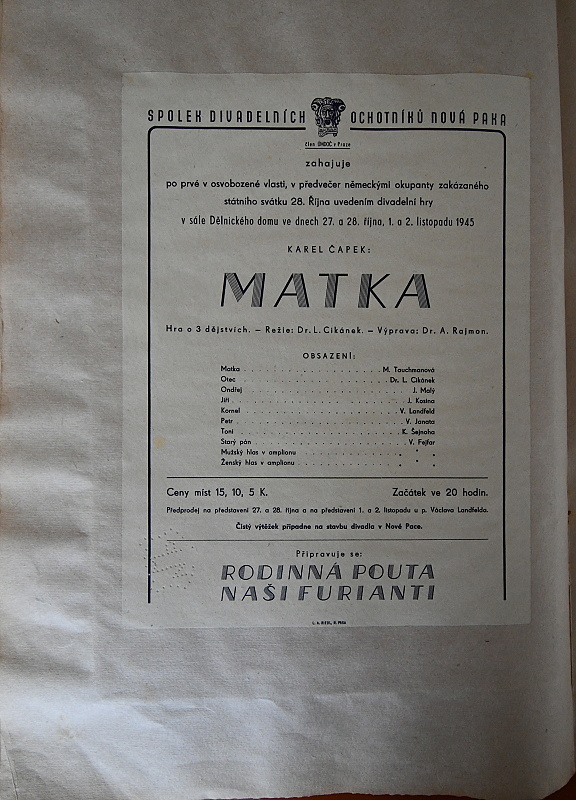 SPOLEK DIVADELNÍCH OCHOTNÍKŮ NOVÁ PAKA
člen ÚMDOČ v Praze
zahajuje
po prvé v osvobozené vlasti, v předvečer německými okupanty zakázaného
státního svátku 28. Října uvedením divadelní hry
v sále Dělnického domu ve dnech 27. a 28. října, 1. a 2. listopadu 1945
KAREL ČAPEK:
MATKA
Hra o 3 dějstvích. — Režie: Dr. L. Cikánek. — Výprava: Dr. A. Rajmon.
OBSAZENÍ:
Matka . . . . . . . . . . . . . . . . M. Tauchmanová
Otec . . . . . . . . . . . . . . . . Dr. L. Cikánek
Ondřej . . . . . . . . . . . . . . . . J. Malý
Jiří . . . . . . . . . . . . . . . . J. Kosina
Kornel . . . . . . . . . . . . . . . . V. Landfeld
Petr . . . . . . . . . . . . . . . . V. Janata
Toni . . . . . . . . . . . . . . . . K. Šejnoha
Starý pán . . . . . . . . . . . . . . . . V. Fejfar
Mužský hlas v amplionu . . . . . . . . . . * * *
Ženský hlas v amplionu . . . . . . . . . . * * *
Ceny míst 15, 10, 5 K. Začátek ve 20 hodin.
Předprodej na představení 27. a 28. října a na představení 1. a 2. listopadu u p. Václava Landfelda.
Čistý výtěžek připadne na stavbu divadla v Nové Pace.
Připravuje se:
RODINNÁ POUTA
NAŠI FURIANTI